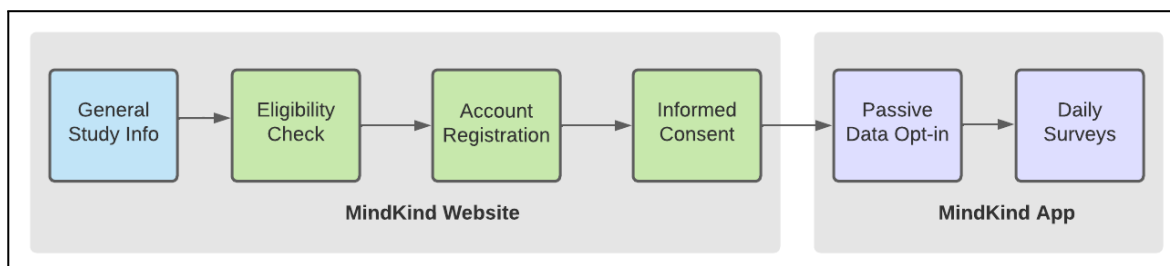 General
Study Info
Eligibility
Check
Account
Registration
Informed
Consent
Passive
Data Opt-in
Daily
Surveys
MindKind Website
MindKind App